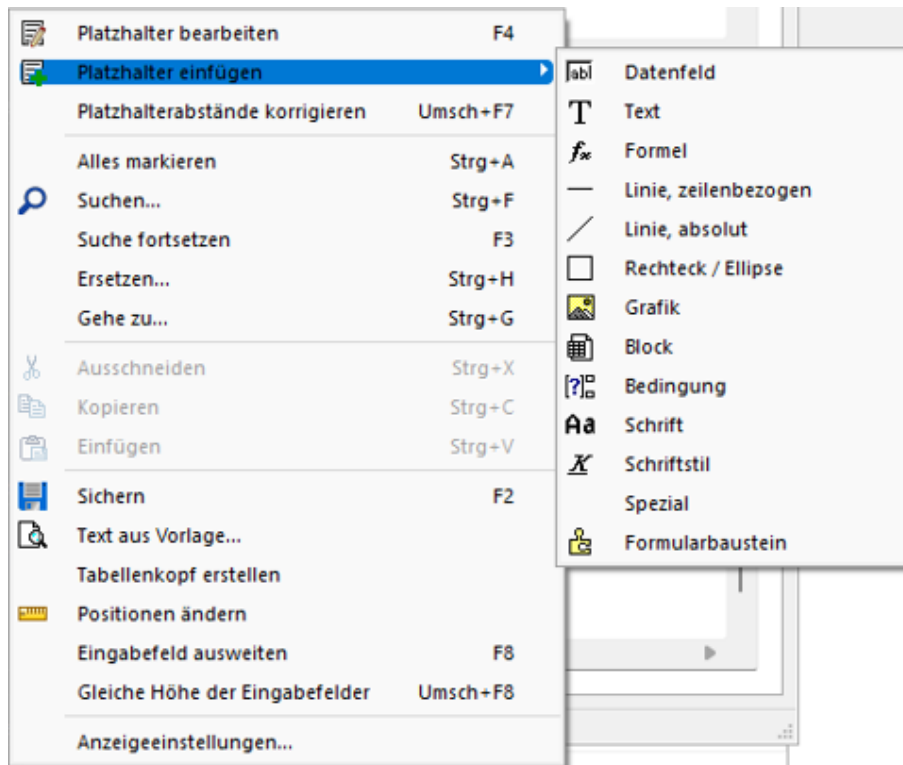 Platzhalter bearbeiten F4
Platzhalter einfügen
Platzhalterabstände korrigieren Umsch+F7
Alles markieren Strg+A
Suchen... Strg+F
Suche fortsetzen F3
Ersetzen... Strg+H
Gehe zu... Strg+G
Ausschneiden Strg+X
Kopieren Strg+C
Einfügen Strg+V
Sichern F2
Text aus Vorlage...
Tabellenkopf erstellen
Positionen ändern
Eingabefeld ausweiten F8
Gleiche Höhe der Eingabefelder Umsch+F8
Anzeigeeinstellungen...
Datenfeld
Text
Formel
Linie, zeilenbezogen
Linie, absolut
Rechteck / Ellipse
Grafik
Block
Bedingung
Schrift
Schriftstil
Spezial
Formularbaustein